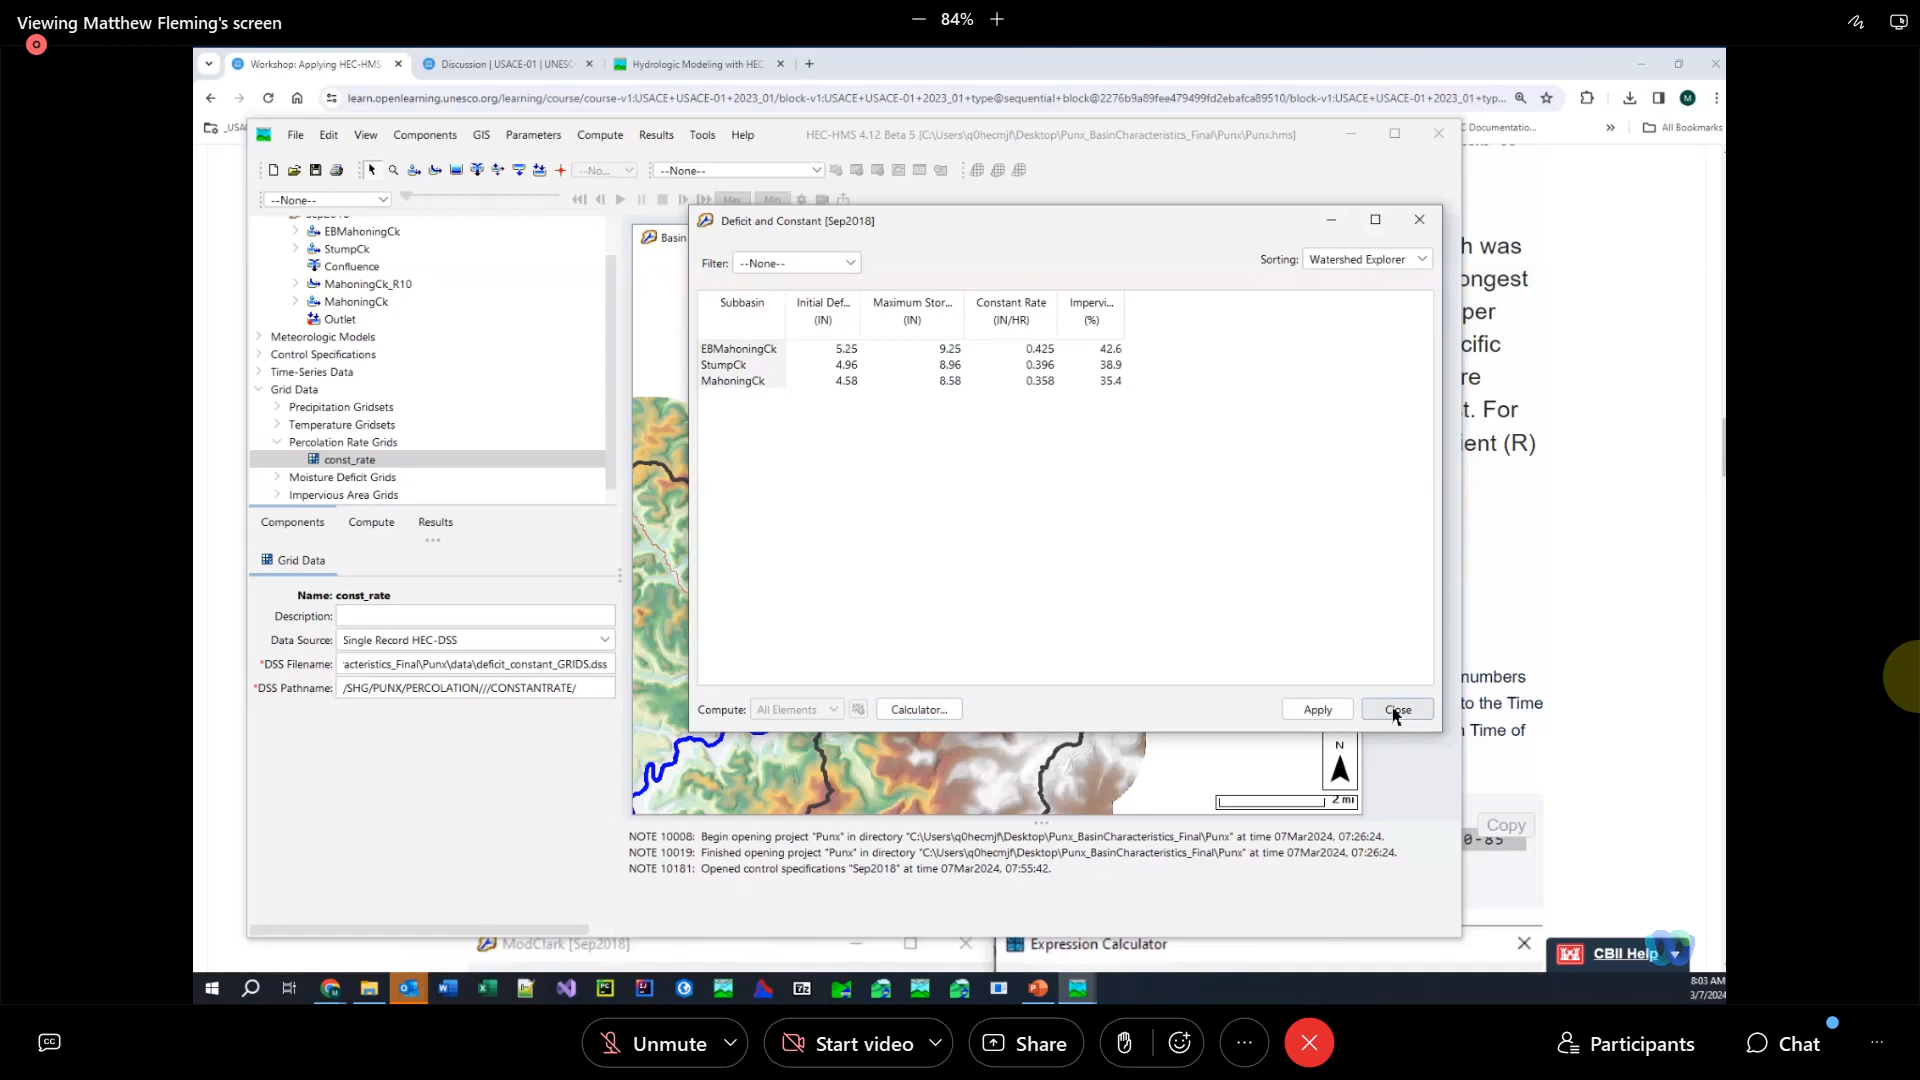 Viewing Matthew Fleming's screen
84%
Workshop: Applying HEC-HMS
Discussion | USACE-01 | UNESC
Hydrologic Modeling with HEC
learn.openlearning.unesco.org/learning/course/course-v1:USACE+USACE-01+2023_01/block-v1:USACE+USACE-01+2023_01+type@sequential+block@2276b9a89fee479499fd2ebafca89510/block-v1:USACE+USACE-01+2023_01+typ...
_USA
C Documentatio...
All Bookmarks
File Edit View Components GIS Parameters Compute Results Tools Help
HEC-HMS 4.12 Beta 5 [C:\Users\q0hecmjf\Desktop\Punx_BasinCharacteristics_Final\Punx\Punx.hms]
--No...
--None--
--None--
Max
Min
EBMahoningCk
StumpCk
Confluence
MahoningCk_R10
MahoningCk
Outlet
Meteorologic Models
Control Specifications
Time-Series Data
Grid Data
Precipitation Gridsets
Temperature Gridsets
Percolation Rate Grids
const_rate
Moisture Deficit Grids
Impervious Area Grids
Components Compute Results
Grid Data
Name: const_rate
Description:
Data Source: Single Record HEC-DSS
*DSS Filename: 'acteristics_Final\Punx\data\deficit_constant_GRIDS.dss
*DSS Pathname: /SHG/PUNX/PERCOLATION///CONSTANTRATE/
Basin
Deficit and Constant [Sep2018]
Filter: --None--
Sorting: Watershed Explorer
Subbasin Initial Def... Maximum Stor... Constant Rate Impervi...
(IN) (IN) (IN/HR) (%)
EBMahoningCk 5.25 9.25 0.425 42.6
StumpCk 4.96 8.96 0.396 38.9
MahoningCk 4.58 8.58 0.358 35.4
Compute: All Elements Calculator... Apply Close
N
2 mi
NOTE 10008: Begin opening project "Punx" in directory "C:\Users\q0hecmjf\Desktop\Punx_BasinCharacteristics_Final\Punx" at time 07Mar2024, 07:26:24.
NOTE 10019: Finished opening project "Punx" in directory "C:\Users\q0hecmjf\Desktop\Punx_BasinCharacteristics_Final\Punx" at time 07Mar2024, 07:26:24.
NOTE 10181: Opened control specifications "Sep2018" at time 07Mar2024, 07:55:42.
h was
ongest
per
cific
re
t. For
ient (R)
numbers
to the Time
Time of
Copy
0-85
ModClark [Sep2018]
Expression Calculator
CBII Help
8:03 AM
3/7/2024
Unmute
Start video
Share
Participants
Chat